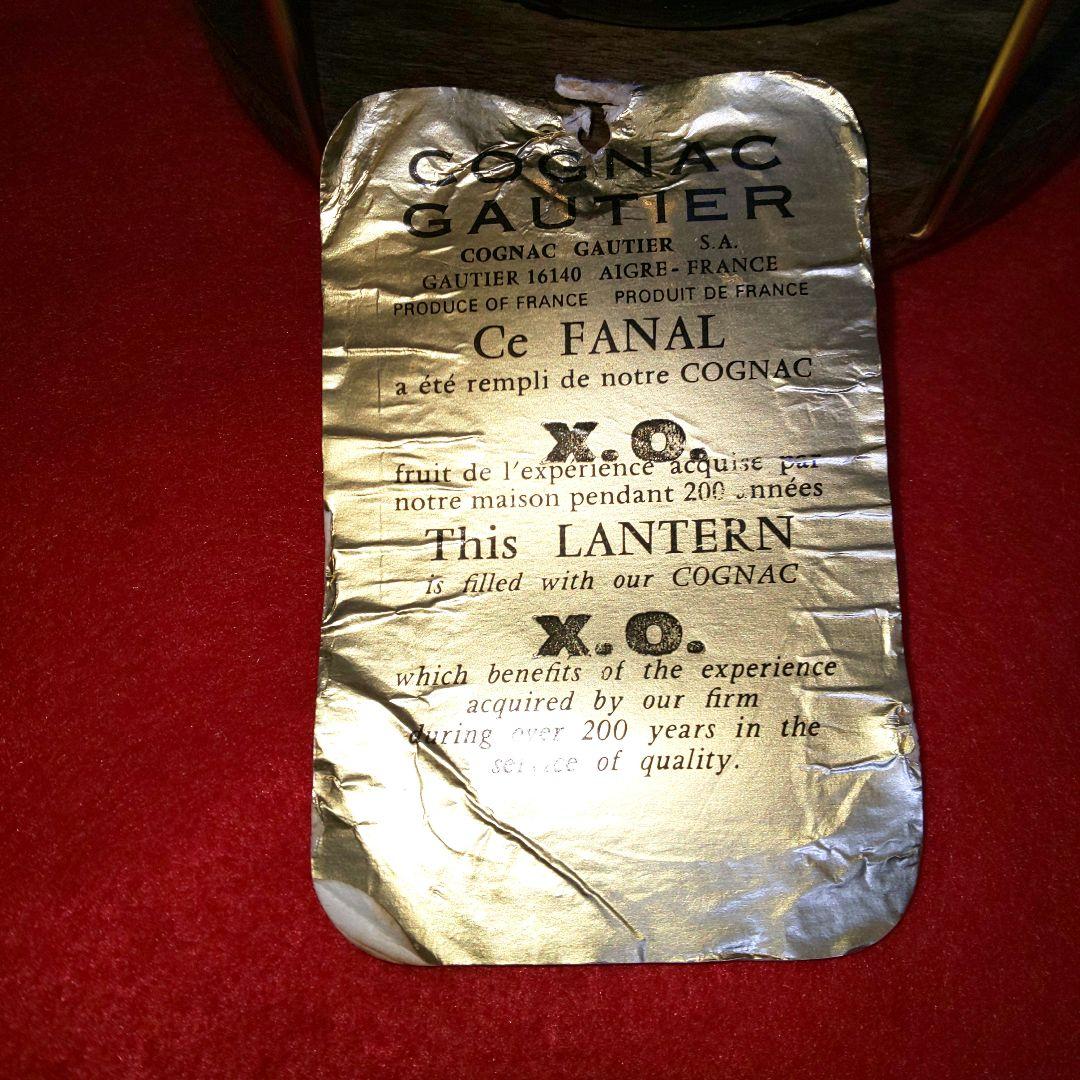 COGNAC
GAUTIER
COGNAC GAUTIER S.A.
GAUTIER 16140 AIGRE - FRANCE
PRODUCE OF FRANCE PRODUIT DE FRANCE
Ce FANAL
a été rempli de notre COGNAC
X.O.
fruit de l'expérience acquise par
notre maison pendant 200 années
This LANTERN
is filled with our COGNAC
X.O.
which benefits of the experience
acquired by our firm
during over 200 years in the
service of quality.